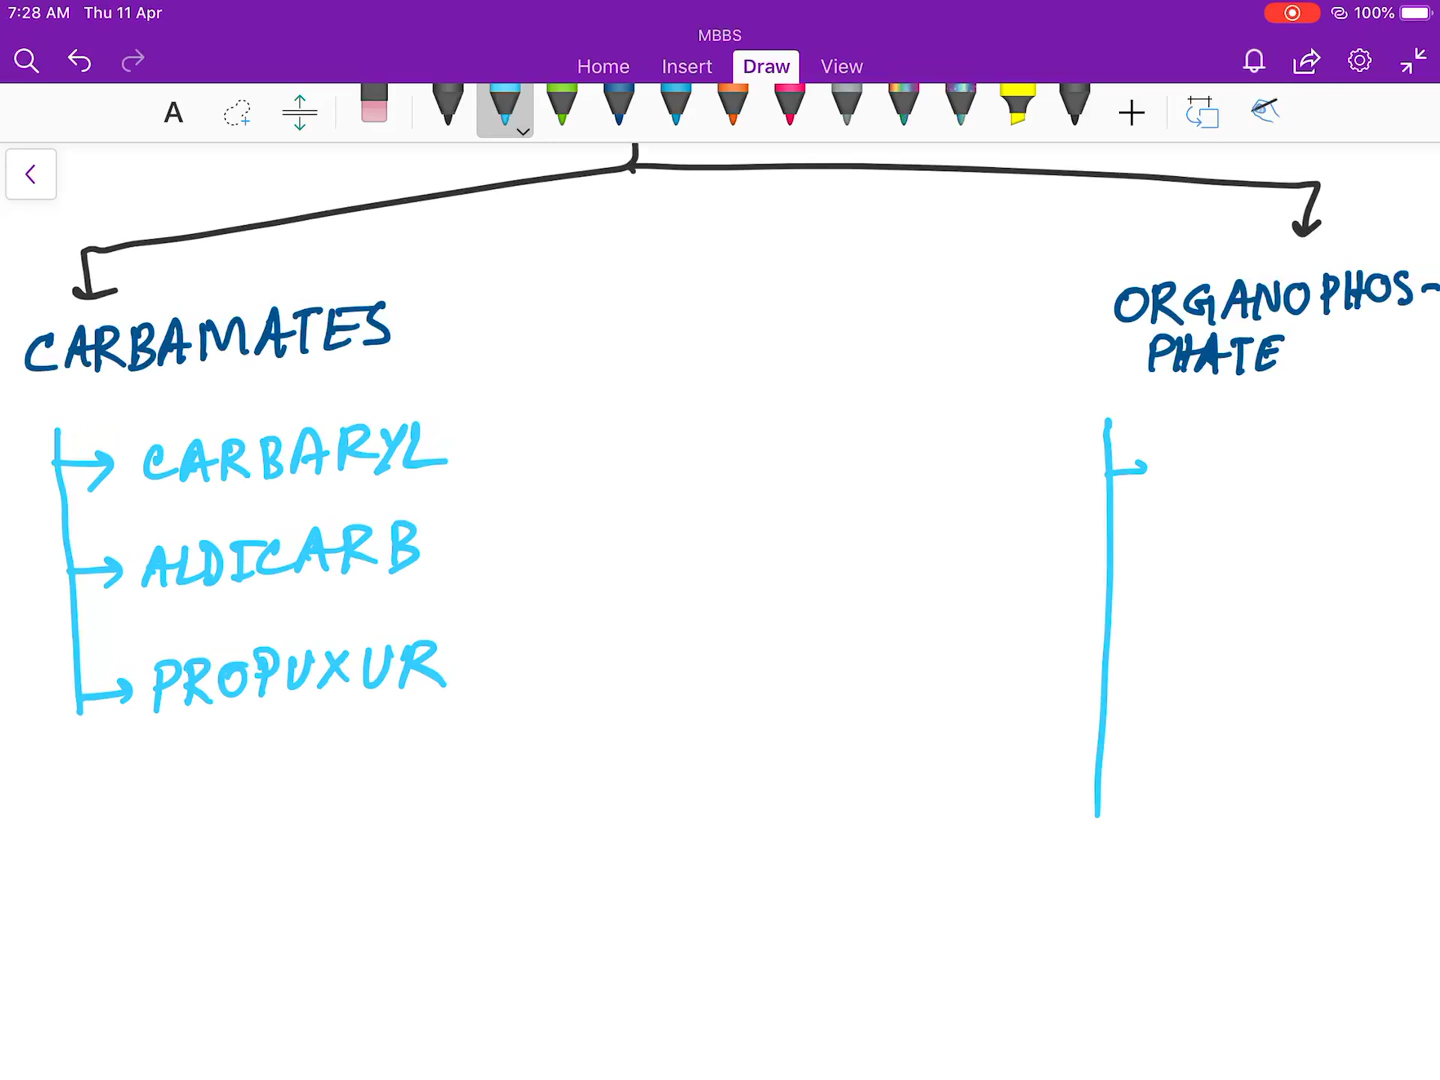 7:28 AM Thu 11 Apr
100%
MBBS
Home Insert Draw View
A
CARBAMATES
ORGANOPHOS-
PHATE
CARBARYL
ALDICARB
PROPUXUR